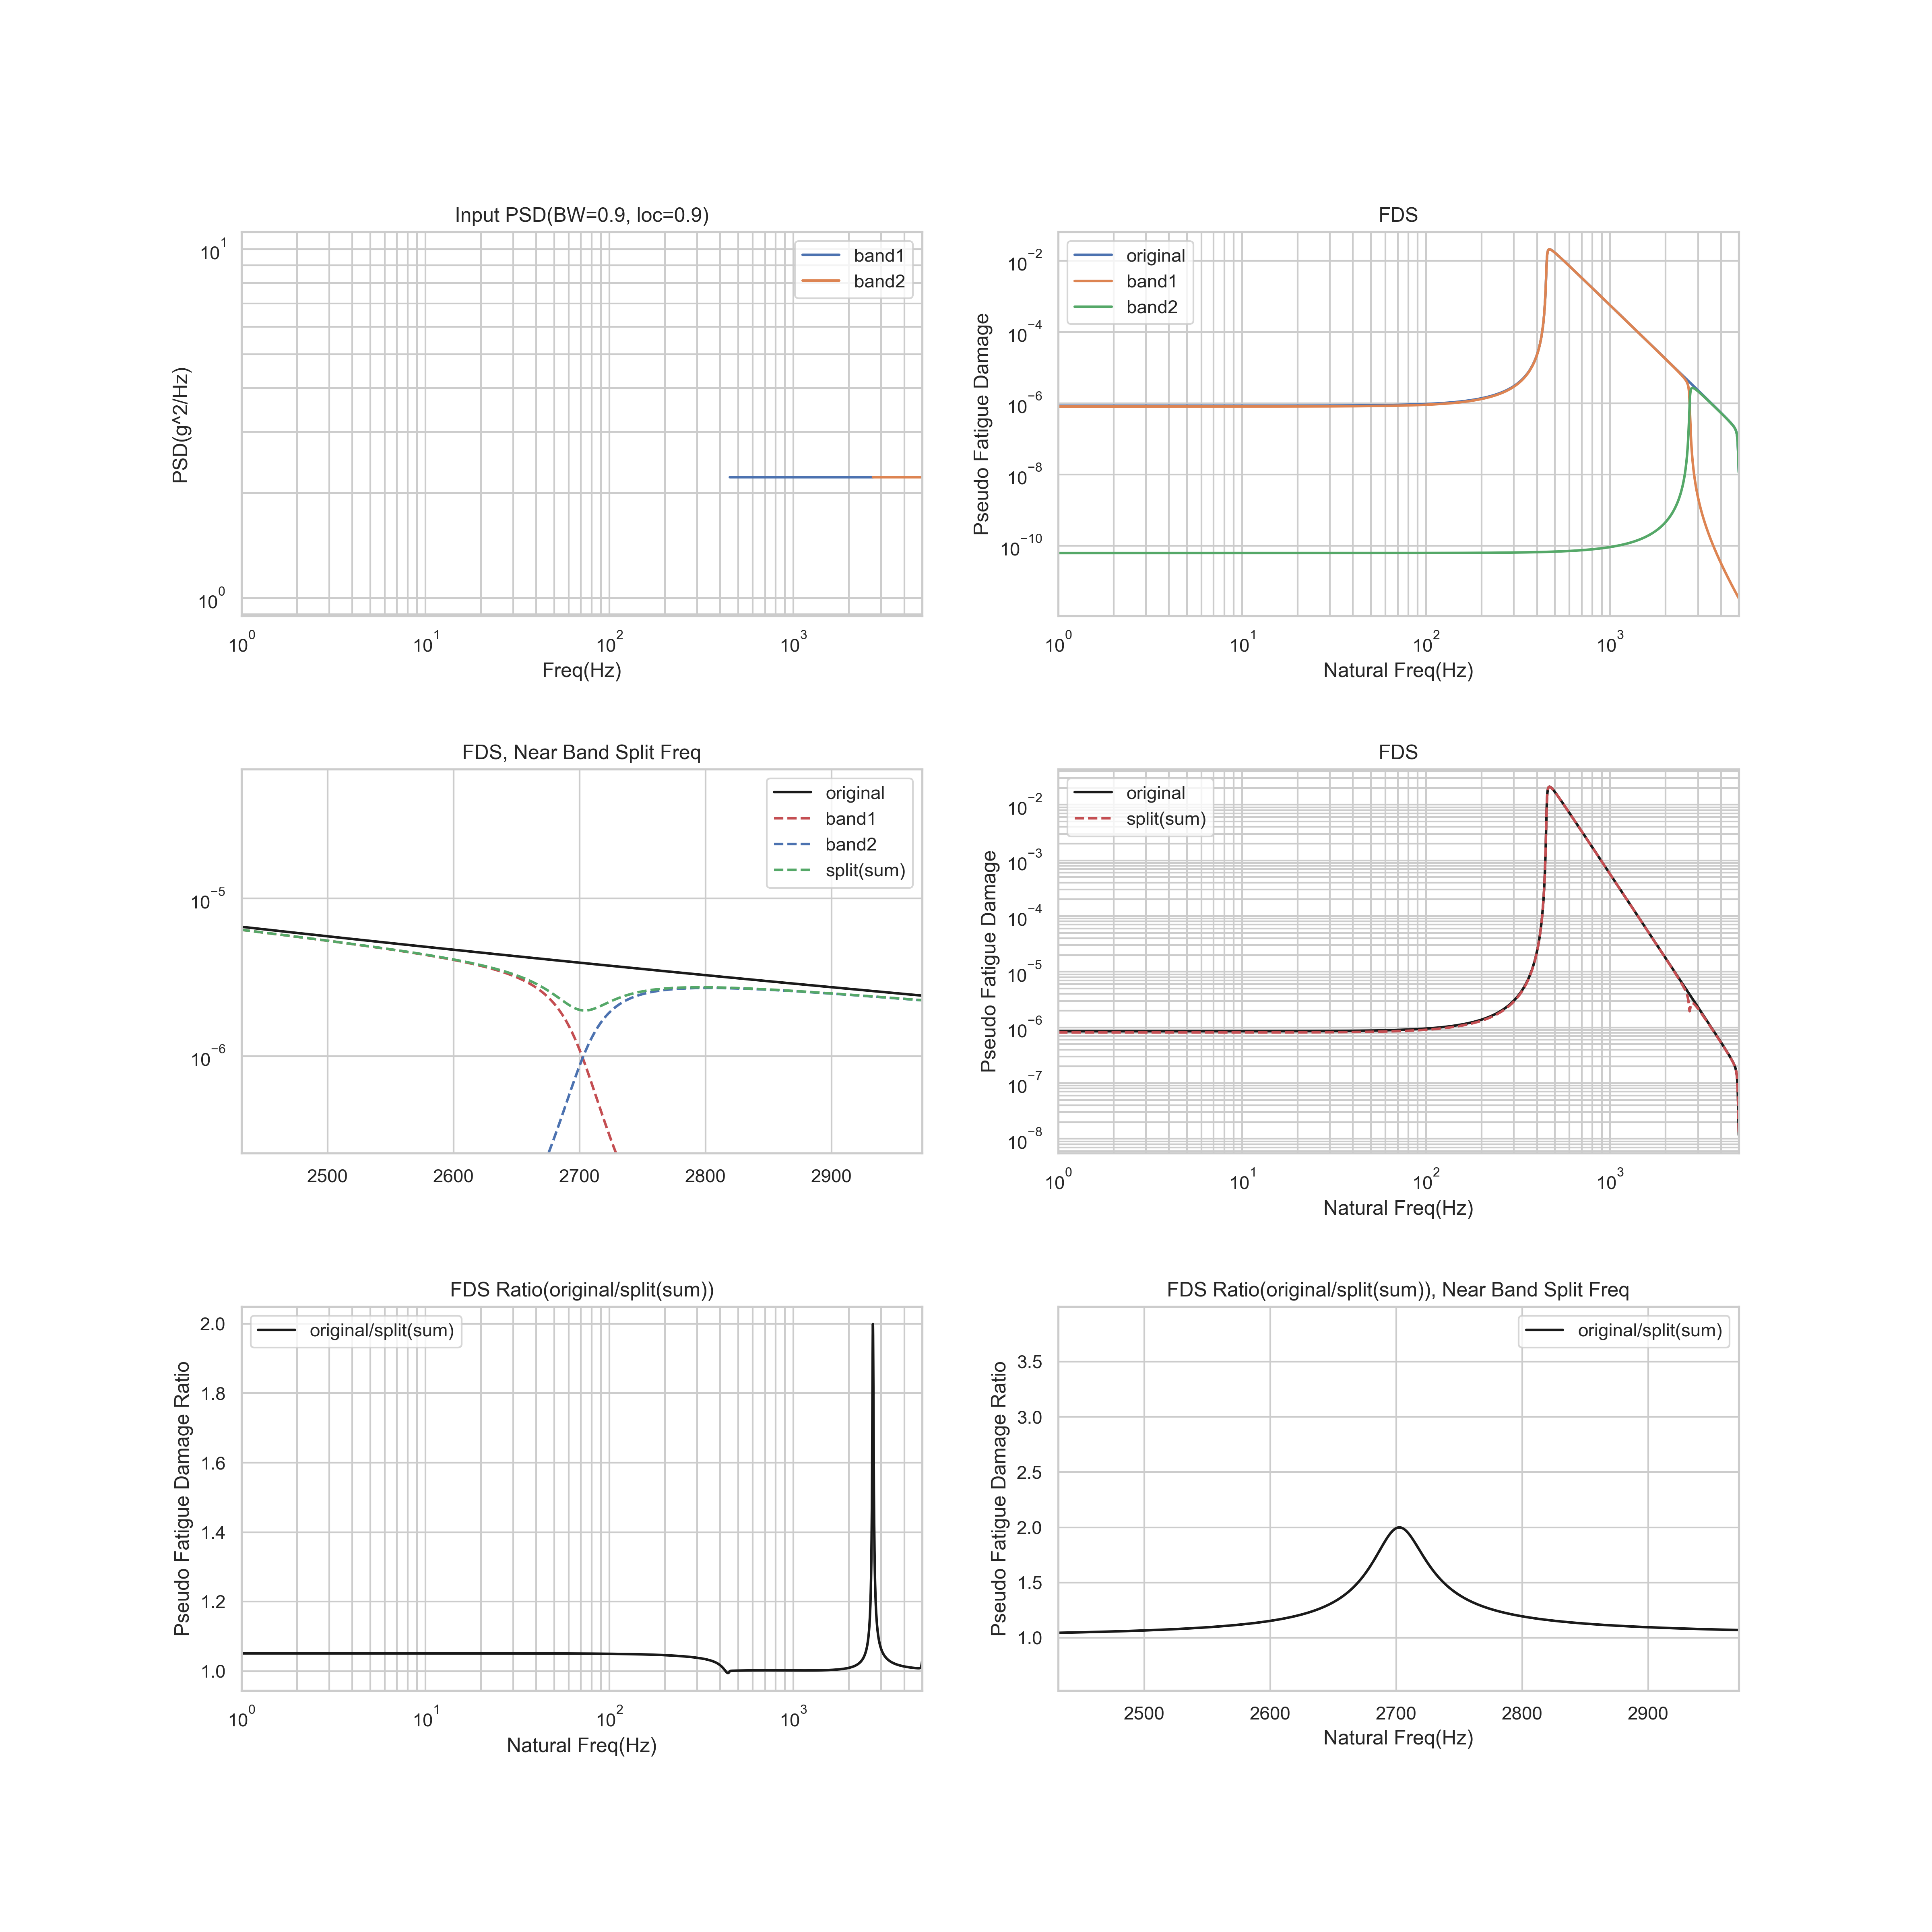 Input PSD(BW=0.9, loc=0.9)
PSD(g^2/Hz)
10^1
10^0
band1
band2
10^0
10^1
10^2
10^3
Freq(Hz)
FDS
Pseudo Fatigue Damage
10^−2
10^−4
10^−6
10^−8
10^−10
original
band1
band2
10^0
10^1
10^2
10^3
Natural Freq(Hz)
FDS, Near Band Split Freq
10^−5
10^−6
original
band1
band2
split(sum)
2500
2600
2700
2800
2900
FDS
Pseudo Fatigue Damage
10^−2
10^−3
10^−4
10^−5
10^−6
10^−7
10^−8
original
split(sum)
10^0
10^1
10^2
10^3
Natural Freq(Hz)
FDS Ratio(original/split(sum))
Pseudo Fatigue Damage Ratio
2.0
1.8
1.6
1.4
1.2
1.0
original/split(sum)
10^0
10^1
10^2
10^3
Natural Freq(Hz)
FDS Ratio(original/split(sum)), Near Band Split Freq
Pseudo Fatigue Damage Ratio
3.5
3.0
2.5
2.0
1.5
1.0
original/split(sum)
2500
2600
2700
2800
2900
Natural Freq(Hz)